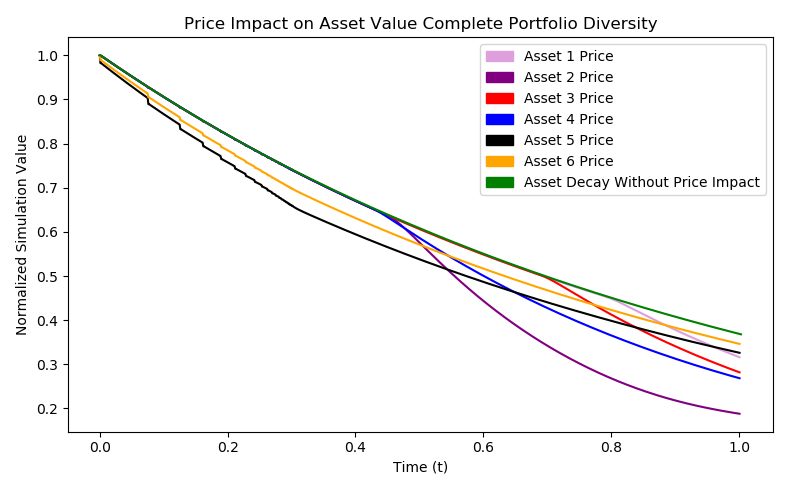 Price Impact on Asset Value Complete Portfolio Diversity
Normalized Simulation Value
1.0
0.9
0.8
0.7
0.6
0.5
0.4
0.3
0.2
Asset 1 Price
Asset 2 Price
Asset 3 Price
Asset 4 Price
Asset 5 Price
Asset 6 Price
Asset Decay Without Price Impact
0.0 0.2 0.4 0.6 0.8 1.0
Time (t)